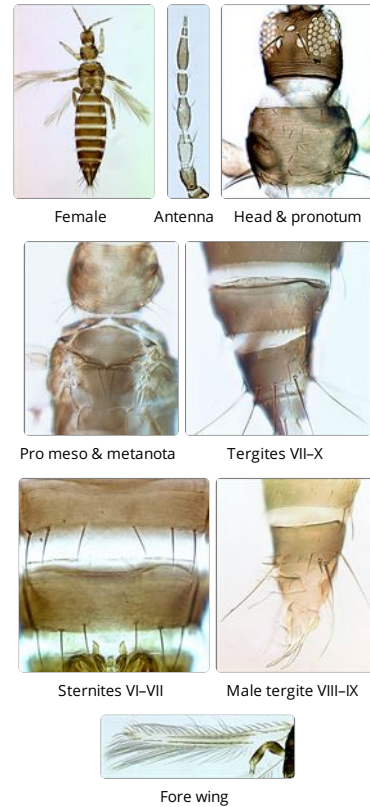 Female
Antenna
Head & pronotum
Pro meso & metanota
Tergites VII–X
Sternites VI–VII
Male tergite VIII–IX
Fore wing